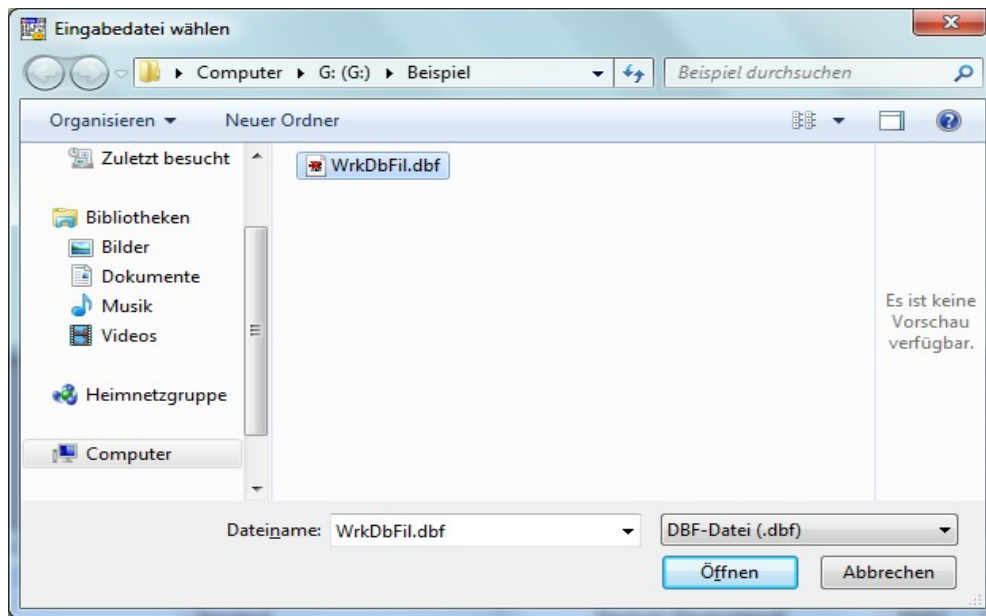 Eingabedatei wählen
Computer G: (G:) Beispiel
Beispiel durchsuchen
Organisieren
Neuer Ordner
Zuletzt besucht
Bibliotheken
Bilder
Dokumente
Musik
Videos
Heimnetzgruppe
Computer
WrkDbFil.dbf
Es ist keine
Vorschau
verfügbar.
Dateiname: WrkDbFil.dbf
DBF-Datei (.dbf)
Öffnen
Abbrechen